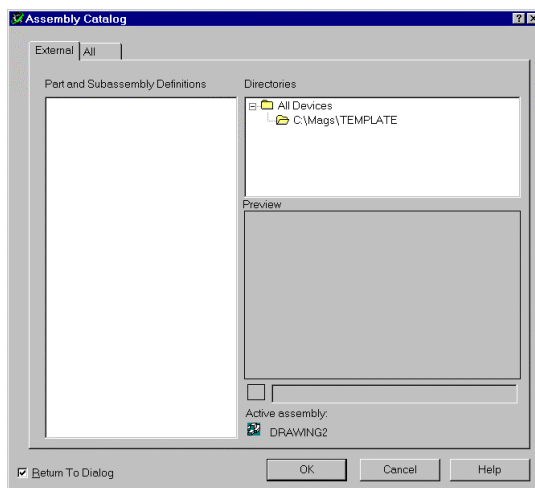 Assembly Catalog
External All
Part and Subassembly Definitions
Directories
All Devices
C:\Mags\TEMPLATE
Preview
Active assembly:
DRAWING2
Return To Dialog
OK Cancel Help